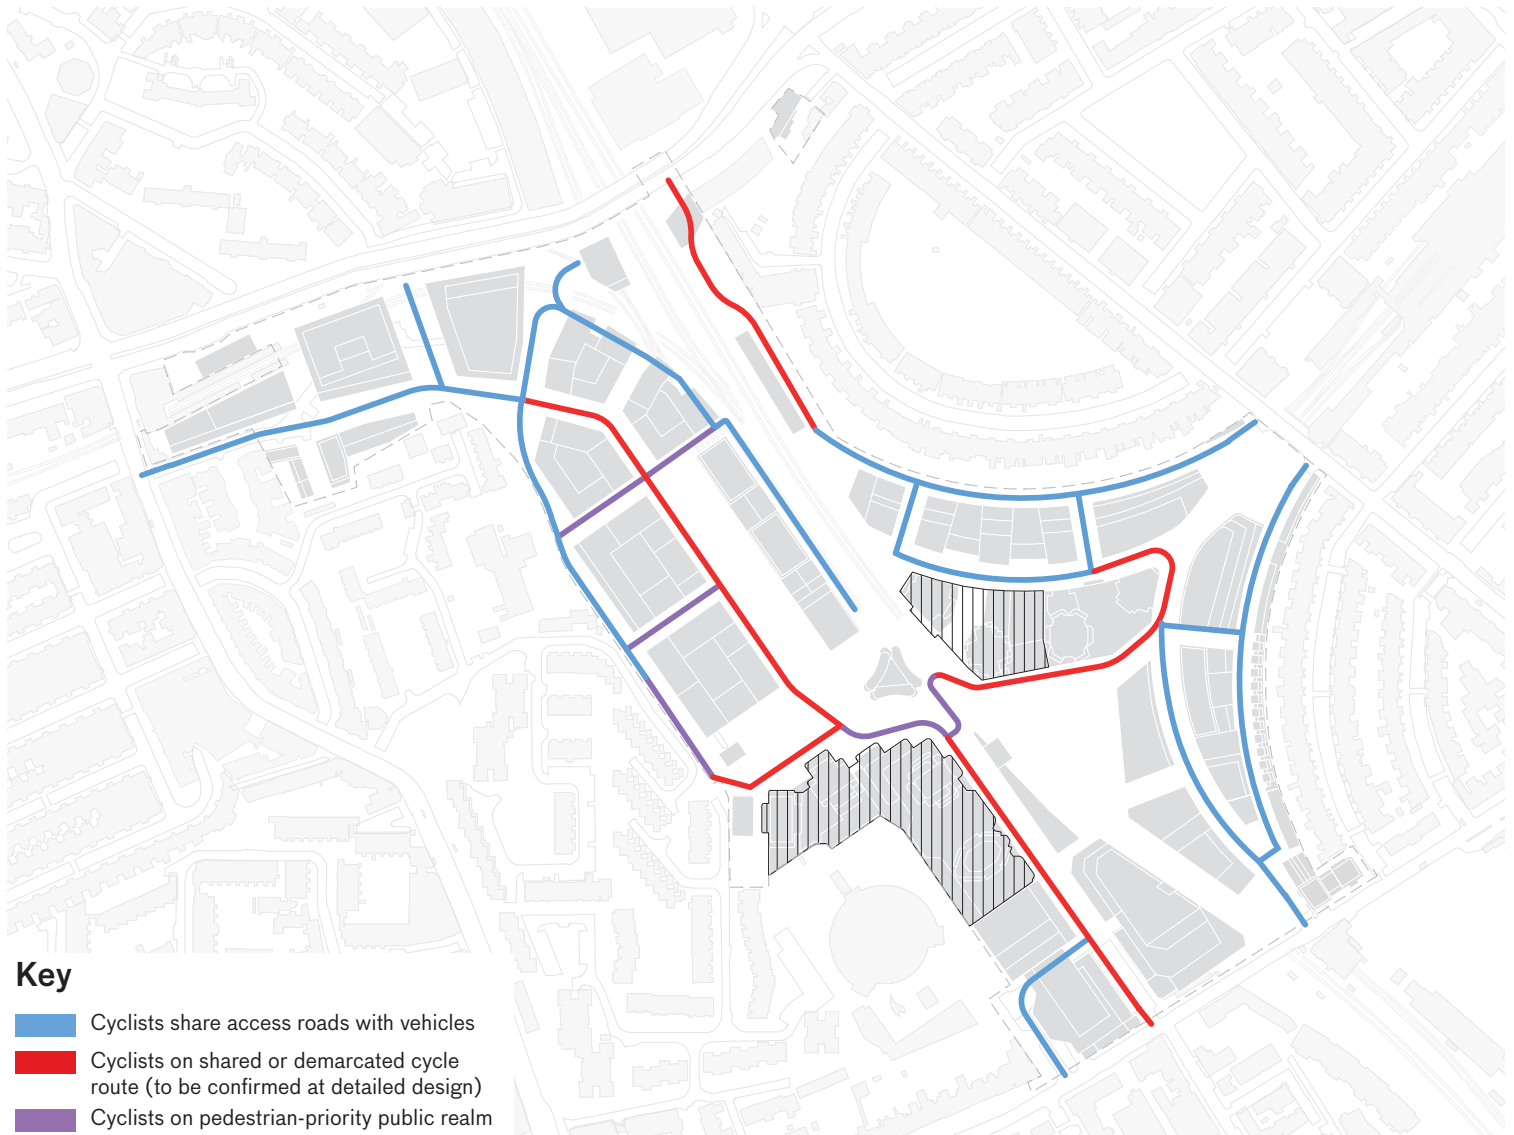 Key
Cyclists share access roads with vehicles
Cyclists on shared or demarcated cycle
route (to be confirmed at detailed design)
Cyclists on pedestrian-priority public realm